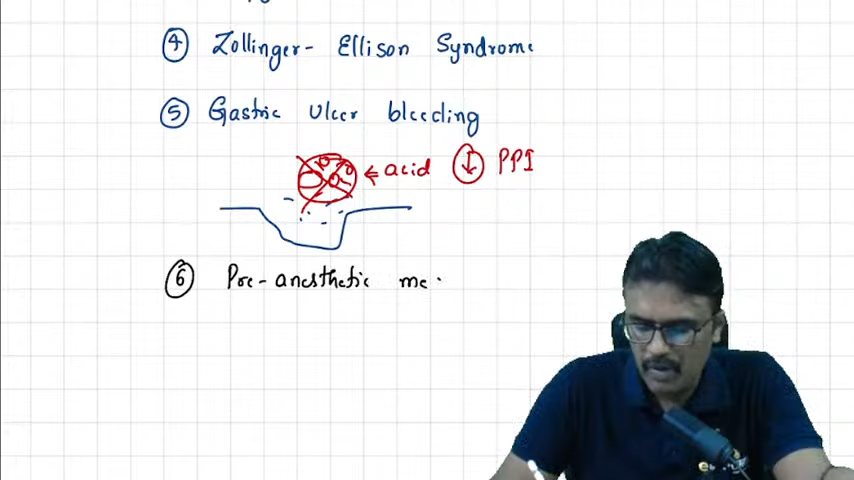 ④ Zollinger- Ellison Syndrome
⑤ Gastric Ulcer bleeding
← acid ↓ PPI
⑥ Pre-anesthetic me